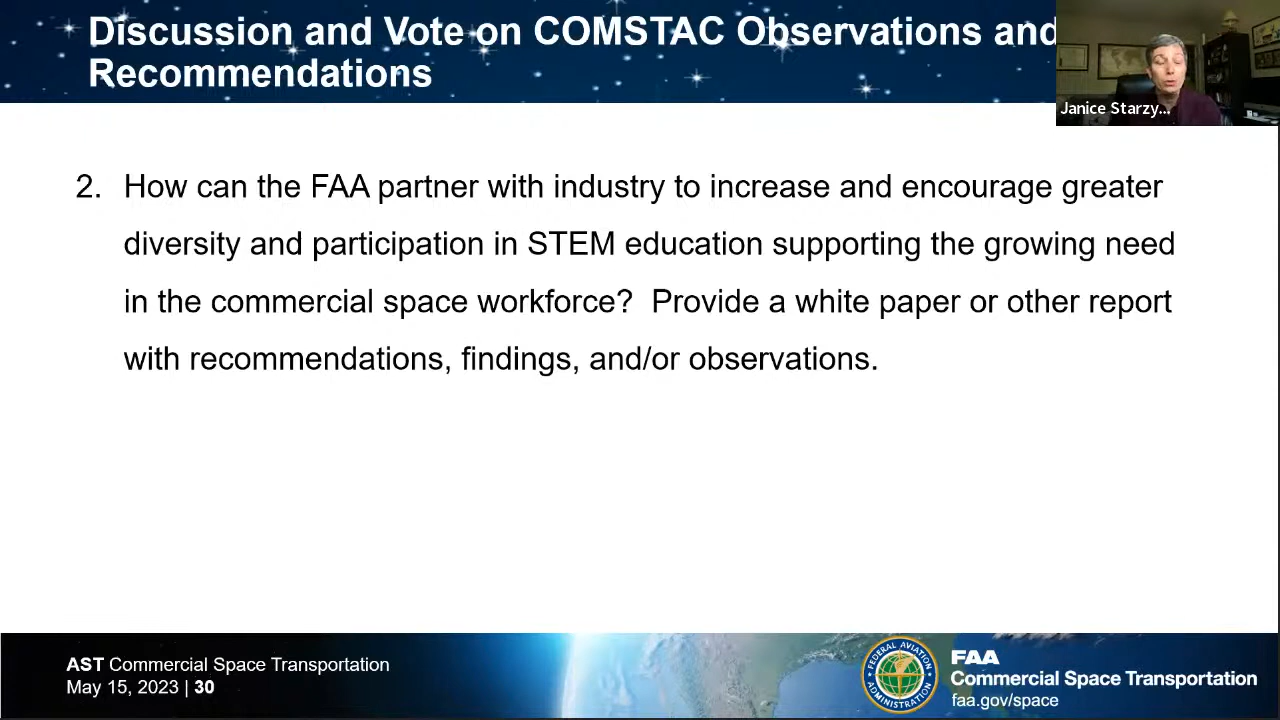 Discussion and Vote on COMSTAC Observations and
Recommendations
Janice Starzy...
2. How can the FAA partner with industry to increase and encourage greater
diversity and participation in STEM education supporting the growing need
in the commercial space workforce? Provide a white paper or other report
with recommendations, findings, and/or observations.
AST Commercial Space Transportation
May 15, 2023 | 30
FEDERAL AVIATION
ADMINISTRATION
FAA
Commercial Space Transportation
faa.gov/space